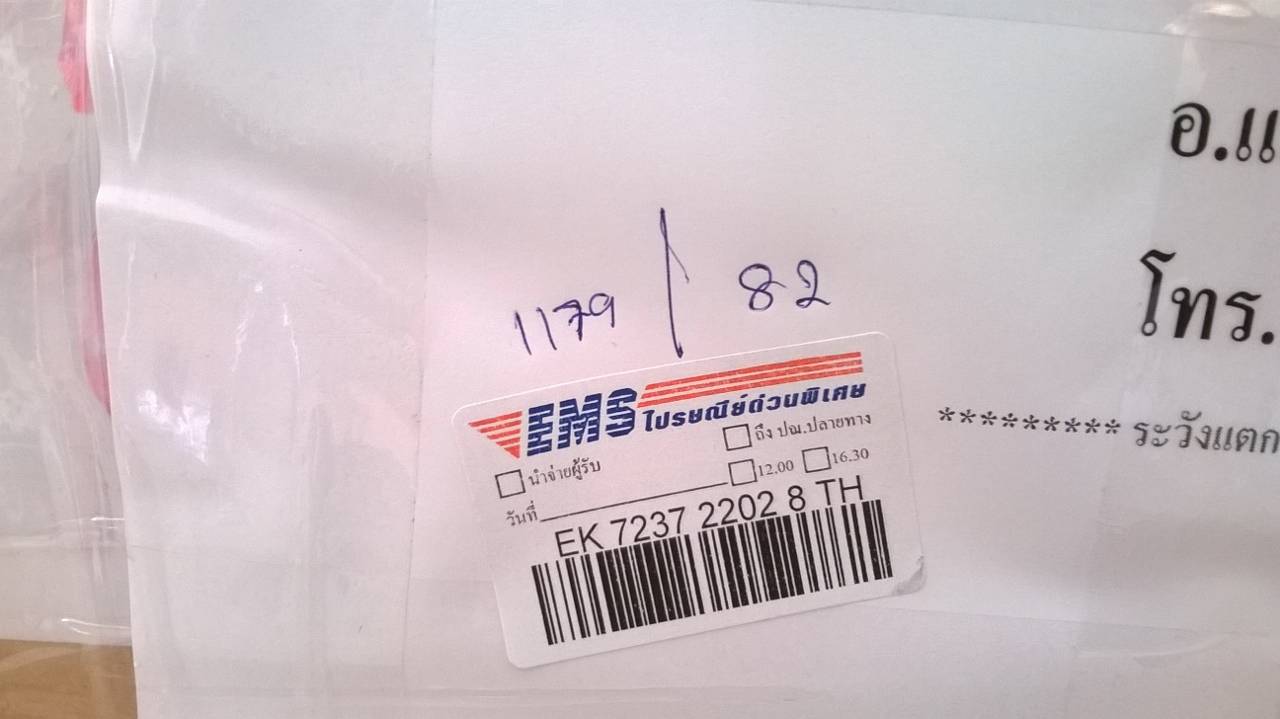 อ.แ
โทร.
1179 / 82
********* ระวังแตก
EMS ไปรษณีย์ด่วนพิเศษ
ถึง ปณ.ปลายทาง
นำจ่ายผู้รับ
12.00 16.30
วันที่
EK 7237 2202 8 TH